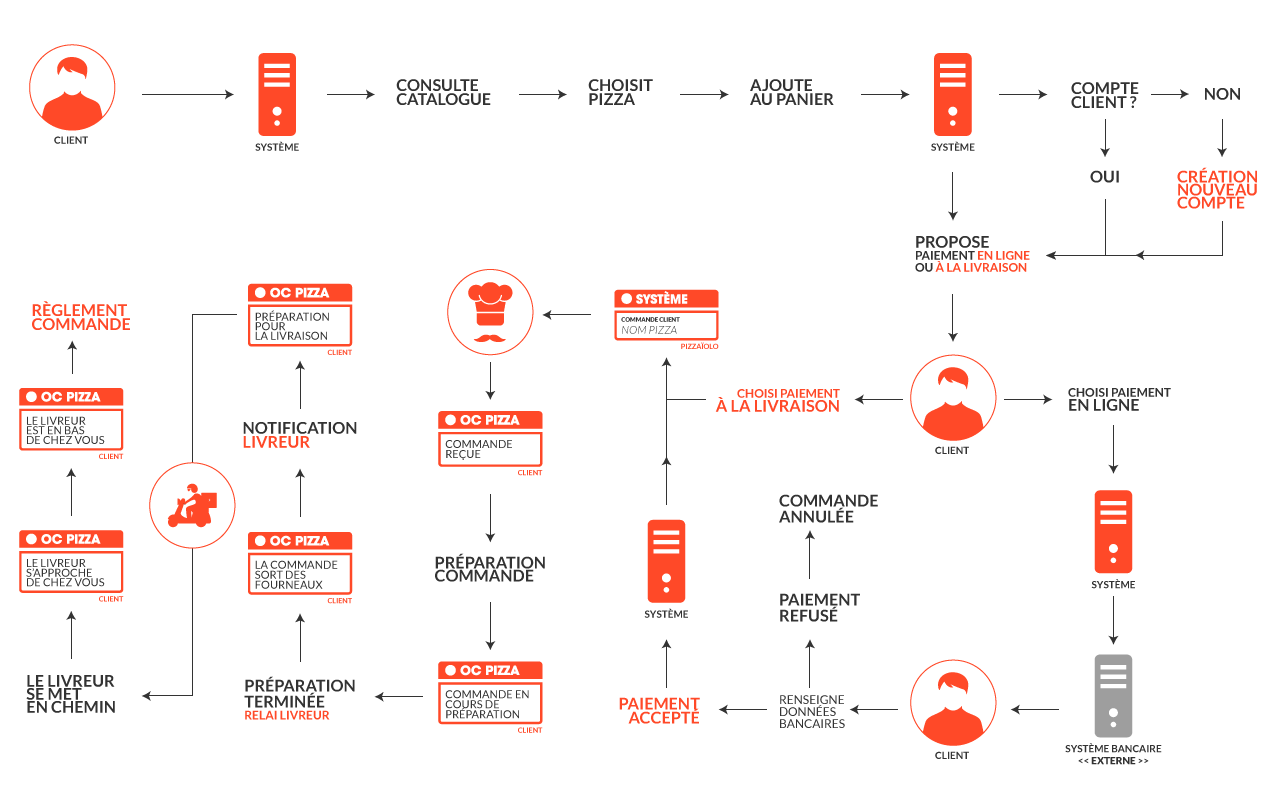 CLIENT
SYSTÈME
CONSULTE
CATALOGUE
CHOISIT
PIZZA
AJOUTE
AU PANIER
SYSTÈME
COMPTE
CLIENT ?
NON
OUI
CRÉATION
NOUVEAU
COMPTE
PROPOSE
PAIEMENT EN LIGNE
OU À LA LIVRAISON
CLIENT
CHOISI PAIEMENT
EN LIGNE
SYSTÈME
SYSTÈME BANCAIRE
<< EXTERNE >>
CLIENT
RENSEIGNE
DONNÉES
BANCAIRES
PAIEMENT
REFUSÉ
COMMANDE
ANNULÉE
PAIEMENT
ACCEPTÉ
SYSTÈME
CHOISI PAIEMENT
À LA LIVRAISON
SYSTÈME
COMMANDE CLIENT
NOM PIZZA
PIZZAÏOLO
OC PIZZA
COMMANDE
REÇUE
CLIENT
PRÉPARATION
COMMANDE
OC PIZZA
COMMANDE EN
COURS DE
PRÉPARATION
CLIENT
PRÉPARATION
TERMINÉE
RELAI LIVREUR
OC PIZZA
LA COMMANDE
SORT DES
FOURNEAUX
CLIENT
NOTIFICATION
LIVREUR
OC PIZZA
PRÉPARATION
POUR
LA LIVRAISON
CLIENT
LE LIVREUR
SE MET
EN CHEMIN
OC PIZZA
LE LIVREUR
S'APPROCHE
DE CHEZ VOUS
CLIENT
OC PIZZA
LE LIVREUR
EST EN BAS
DE CHEZ VOUS
CLIENT
RÈGLEMENT
COMMANDE